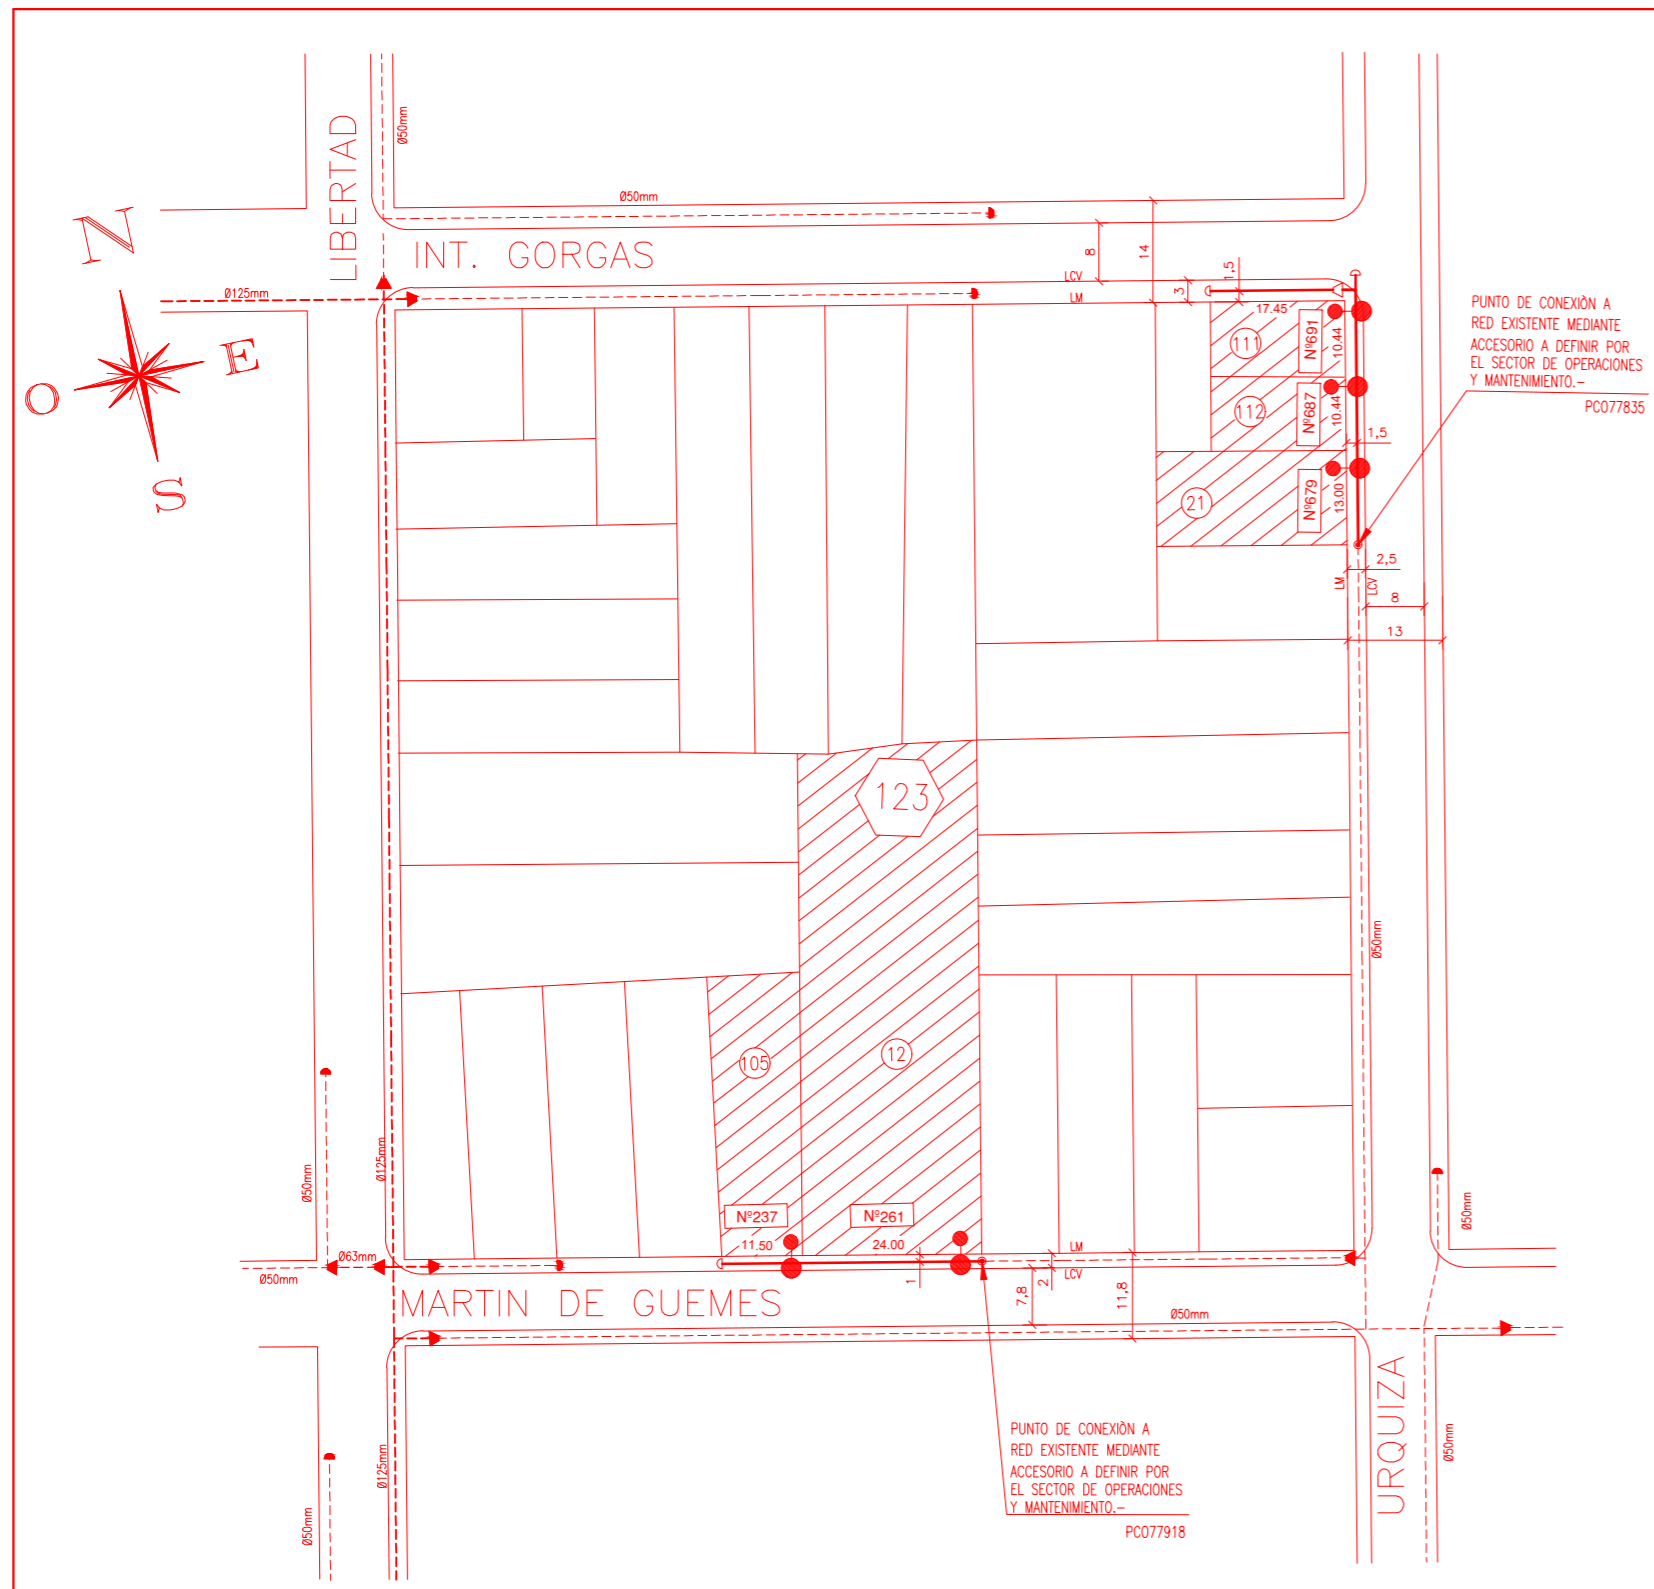 Ø50mm
LIBERTAD
Ø50mm
N
INT. GORGAS
8
14
LCV
1,5
Ø125mm
3
LM
17.45
PUNTO DE CONEXIÒN A
RED EXISTENTE MEDIANTE
ACCESORIO A DEFINIR POR
EL SECTOR DE OPERACIONES
Y MANTENIMIENTO.-
PC077835
111
Nº691
10.44
E
O
112
Nº687
10.44
1,5
S
21
Nº679
13.00
2,5
LM
LCV
8
13
123
Ø50mm
105
12
Ø50mm
Ø125mm
Ø50mm
Nº237
Nº261
11.50
24.00
LM
Ø63mm
Ø50mm
1
2
LCV
7,8
11,8
MARTIN DE GUEMES
Ø50mm
URQUIZA
Ø50mm
Ø125mm
Ø50mm
PUNTO DE CONEXIÒN A
RED EXISTENTE MEDIANTE
ACCESORIO A DEFINIR POR
EL SECTOR DE OPERACIONES
Y MANTENIMIENTO.-
PC077918